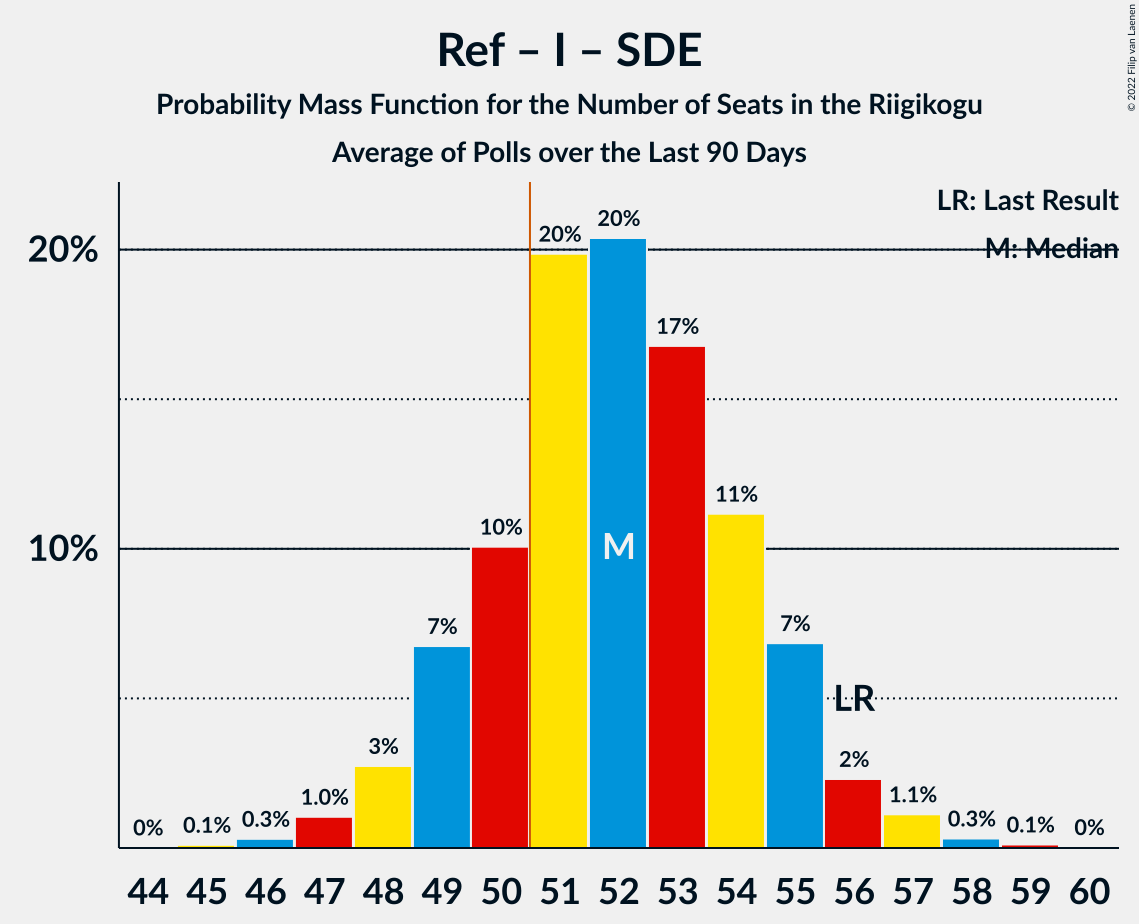 Ref – I – SDE
Probability Mass Function for the Number of Seats in the Riigikogu
Average of Polls over the Last 90 Days
© 2022 Filip van Laenen
LR: Last Result
M: Median
20%
10%
0%
0.1%
0.3%
1.0%
3%
7%
10%
20%
20%
17%
11%
7%
2%
1.1%
0.3%
0.1%
0%
M
LR
44 45 46 47 48 49 50 51 52 53 54 55 56 57 58 59 60